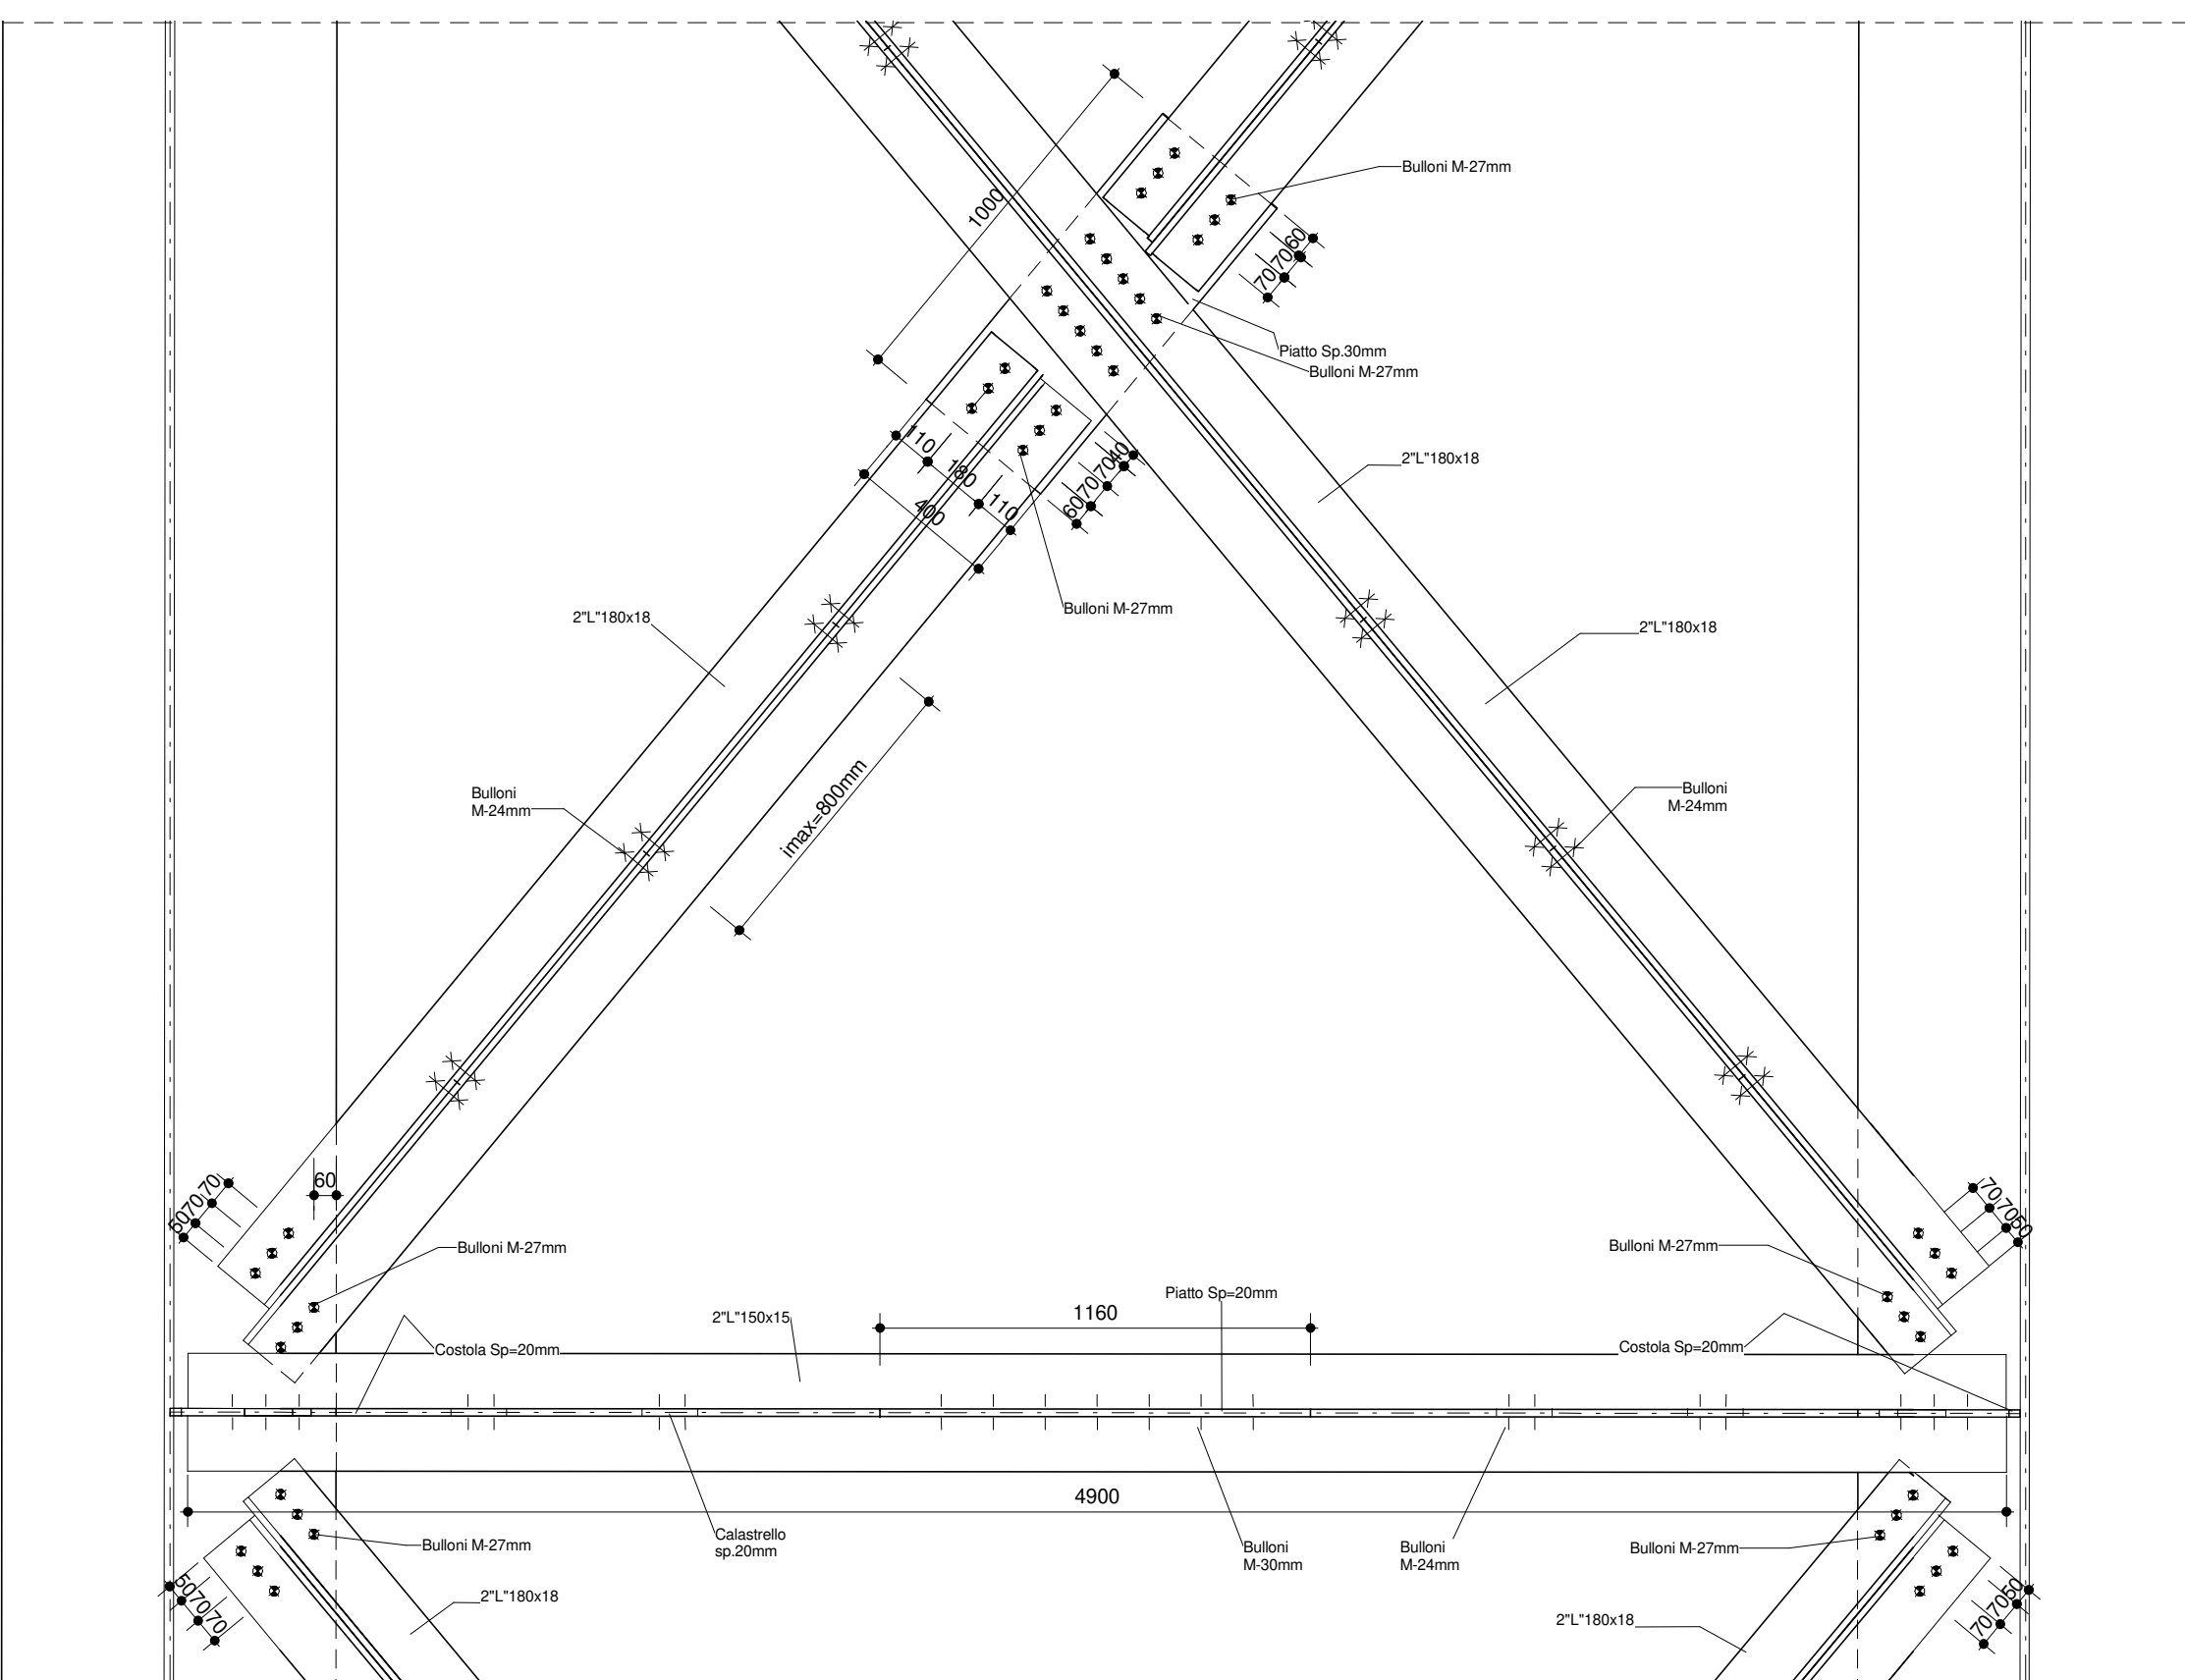 Bulloni M-27mm
1000
70
70
60
Piatto Sp.30mm
Bulloni M-27mm
110
180
110
400
60
70
70
40
2"L"180x18
Bulloni M-27mm
2"L"180x18
2"L"180x18
Bulloni
M-24mm
imax=800mm
Bulloni
M-24mm
50
70
70
60
70
70
50
Bulloni M-27mm
Bulloni M-27mm
Piatto Sp=20mm
1160
2"L"150x15
Costola Sp=20mm
Costola Sp=20mm
4900
Calastrello
sp.20mm
Bulloni M-27mm
Bulloni
M-30mm
Bulloni
M-24mm
Bulloni M-27mm
50
70
70
2"L"180x18
2"L"180x18
70
70
50